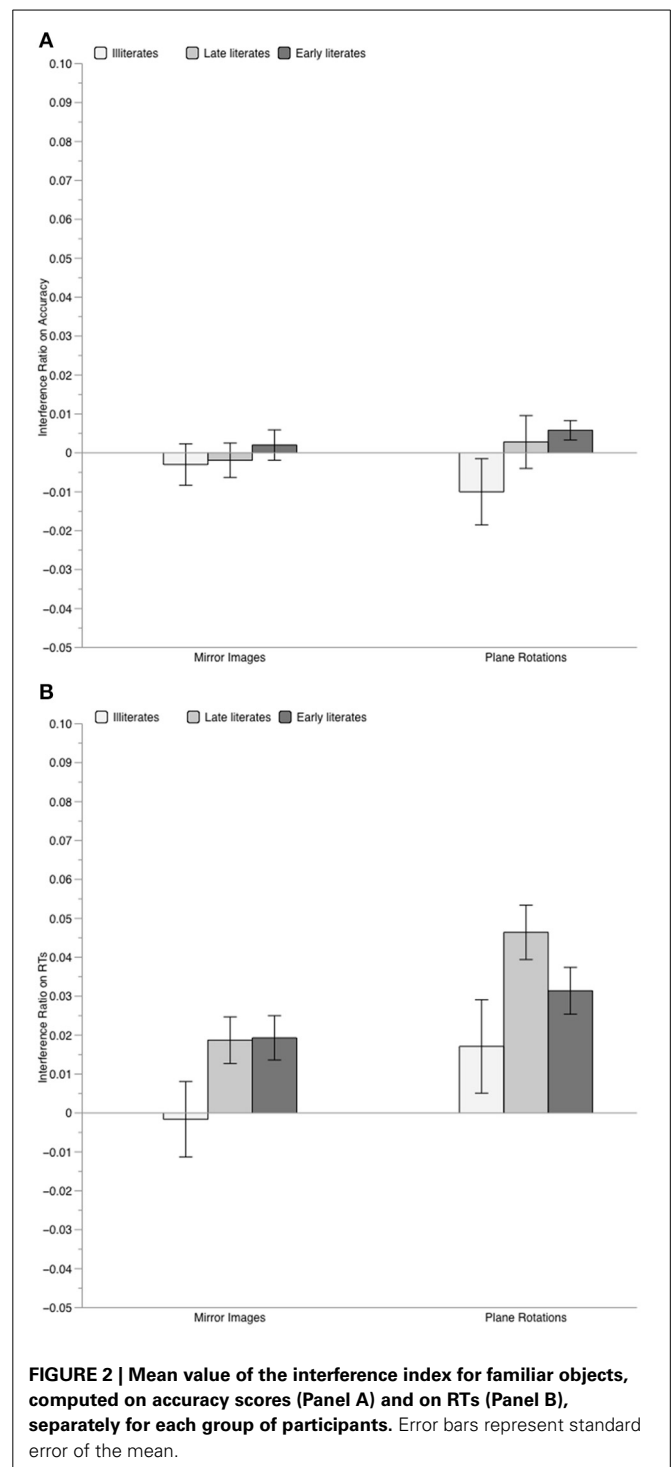 A
Illiterates Late literates Early literates
0.10
0.09
0.08
0.07
0.06
0.05
0.04
0.03
0.02
0.01
0
−0.01
−0.02
−0.03
−0.04
−0.05
Interference Ratio on Accuracy
Mirror Images Plane Rotations
B
Illiterates Late literates Early literates
0.10
0.09
0.08
0.07
0.06
0.05
0.04
0.03
0.02
0.01
0
−0.01
−0.02
−0.03
−0.04
−0.05
Interference Ratio on RTs
Mirror Images Plane Rotations
FIGURE 2 | Mean value of the interference index for familiar objects,
computed on accuracy scores (Panel A) and on RTs (Panel B),
separately for each group of participants. Error bars represent standard
error of the mean.